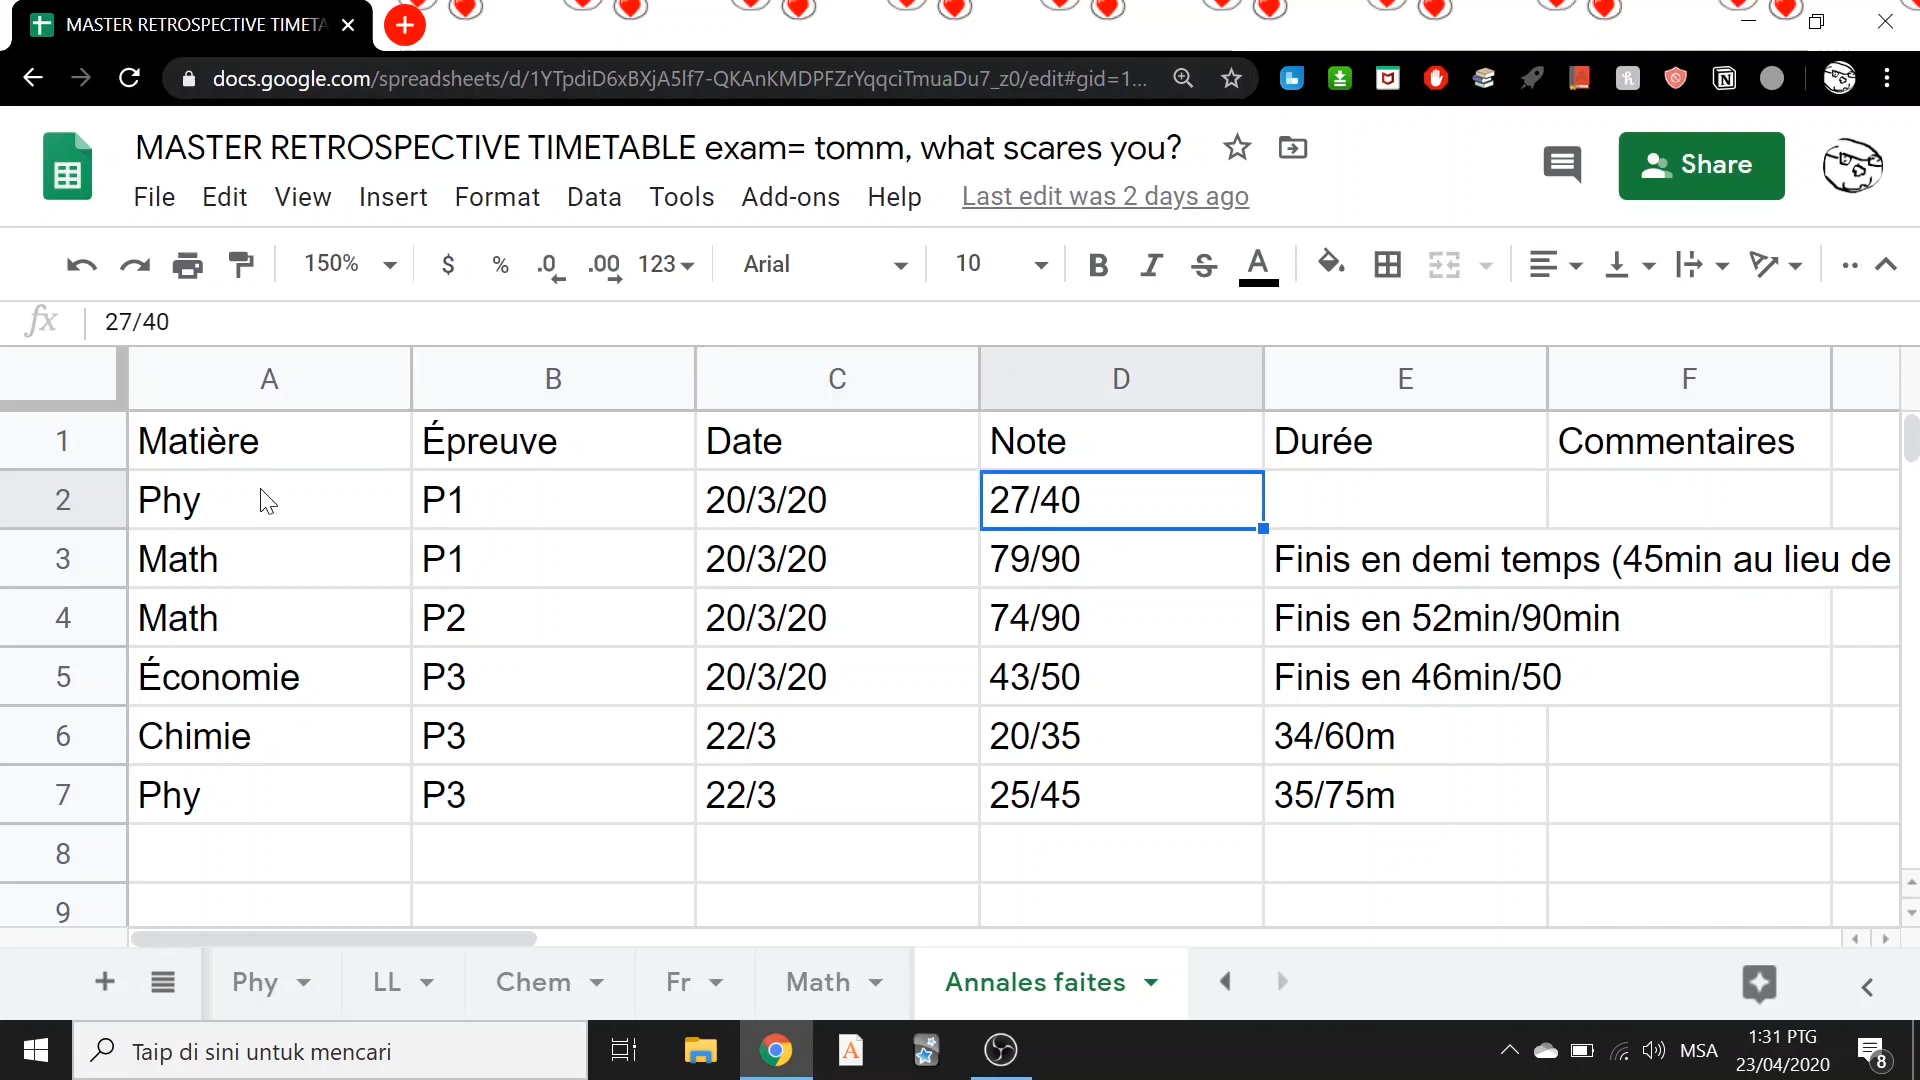 MASTER RETROSPECTIVE TIMETA
docs.google.com/spreadsheets/d/1YTpdiD6xBXjA5lf7-QKAnKMDPFZrYqqciTmuaDu7_z0/edit#gid=1...
MASTER RETROSPECTIVE TIMETABLE exam= tomm, what scares you?
Share
File Edit View Insert Format Data Tools Add-ons Help Last edit was 2 days ago
150% $ % .0 .00 123 Arial 10 B I S A
fx 27/40
A B C D E F
1 Matière Épreuve Date Note Durée Commentaires
2 Phy P1 20/3/20 27/40
3 Math P1 20/3/20 79/90 Finis en demi temps (45min au lieu de
4 Math P2 20/3/20 74/90 Finis en 52min/90min
5 Économie P3 20/3/20 43/50 Finis en 46min/50
6 Chimie P3 22/3 20/35 34/60m
7 Phy P3 22/3 25/45 35/75m
8
9
Phy LL Chem Fr Math Annales faites
Taip di sini untuk mencari
MSA
1:31 PTG
23/04/2020
8